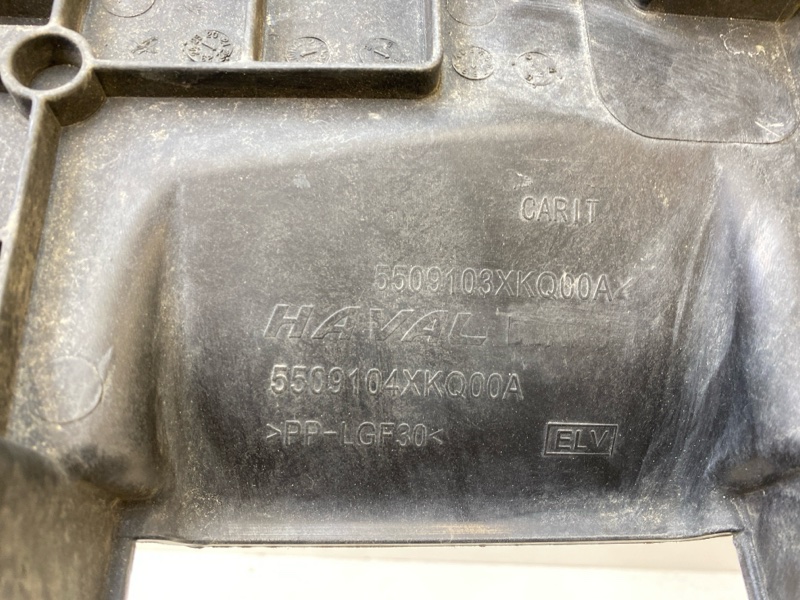 CARIT
5509103XKQ00A<
HAVAL
5509104XKQ00A
>PP-LGF30<
ELV